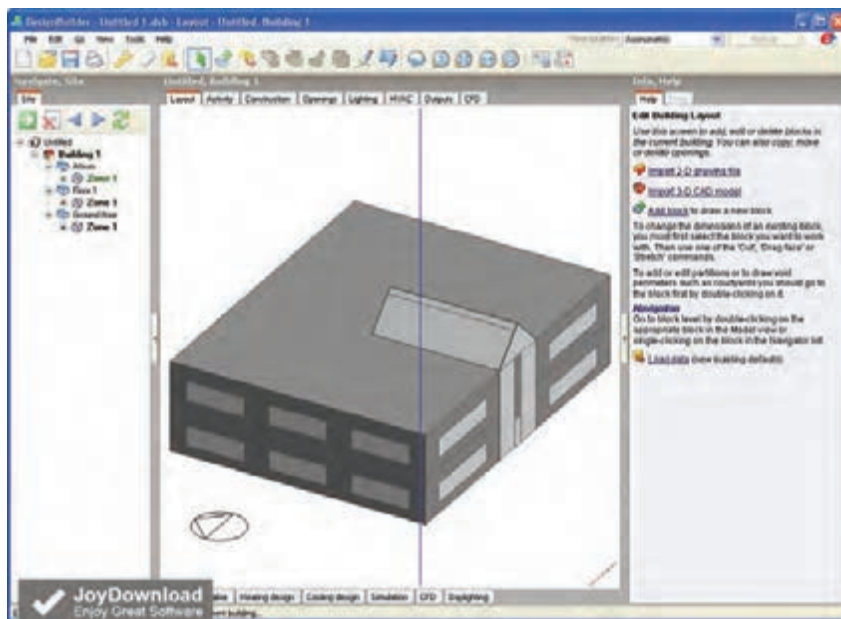 DesignBuilder - Untitled 1.dsb - Layout - Untitled, Building 1
File Edit Go View Tools Help
Axonometric
Navigate, Site
Untitled, Building 1
Info, Help
Site
Layout Activity Construction Openings Lighting HVAC Outputs CFD
Help
Edit Building Layout
Use this screen to add, edit or delete blocks in
the current building. You can also copy, move
or delete openings.
Import 2-D drawing file
Import 3-D CAD model
Add block to draw a new block
To change the dimensions of an existing block,
you must first select the block you want to work
with. Then use one of the 'Cut', 'Drag face' or
'Stretch' commands.
To add or edit partitions or to draw void
perimeters such as courtyards you should go to
the block first by double-clicking on it.
Navigation
Go to block level by double-clicking on the
appropriate block in the Model view or
single-clicking on the block in the Navigator list
Load data (new building defaults)
Untitled
Building 1
Atrium
Zone 1
Floor 1
Zone 1
Ground floor
Zone 1
Heating design Cooling design Simulation CFD Daylighting
JoyDownload
Enjoy Great Software
building...